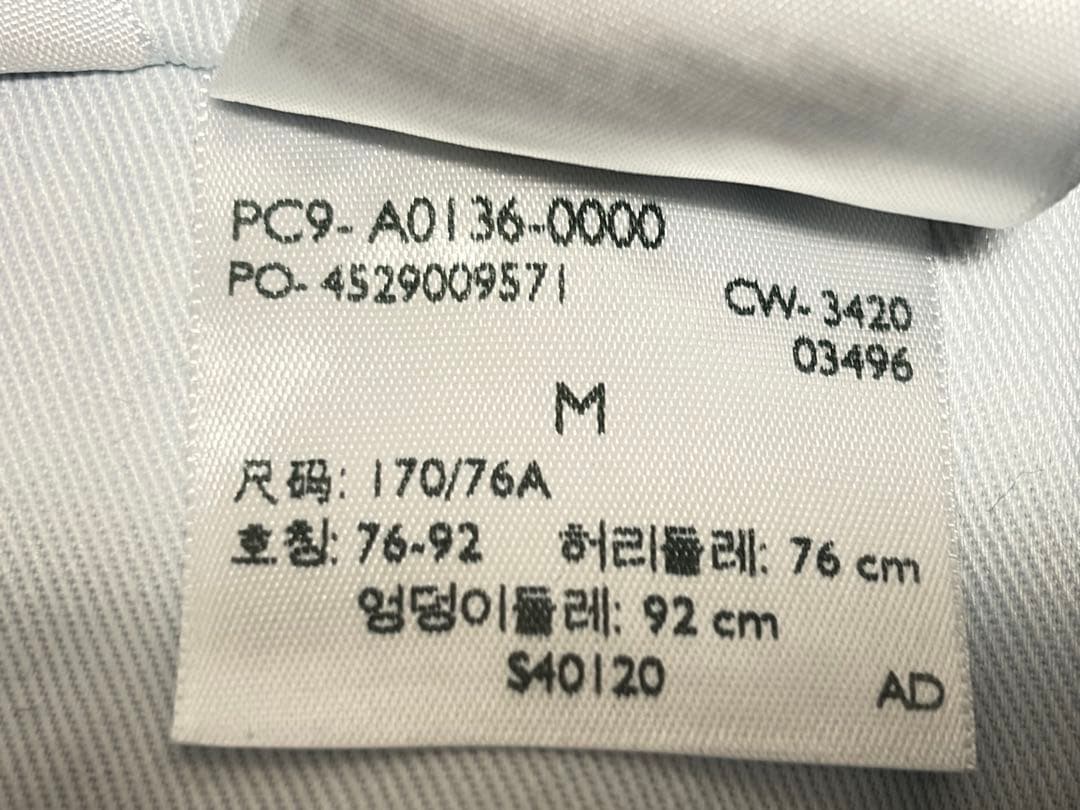 PC9- A0136-0000
PO- 4529009571
CW- 3420
03496
M
尺码: 170/76A
호칭: 76-92 허리둘레: 76 cm
엉덩이둘레: 92 cm
S40120
AD